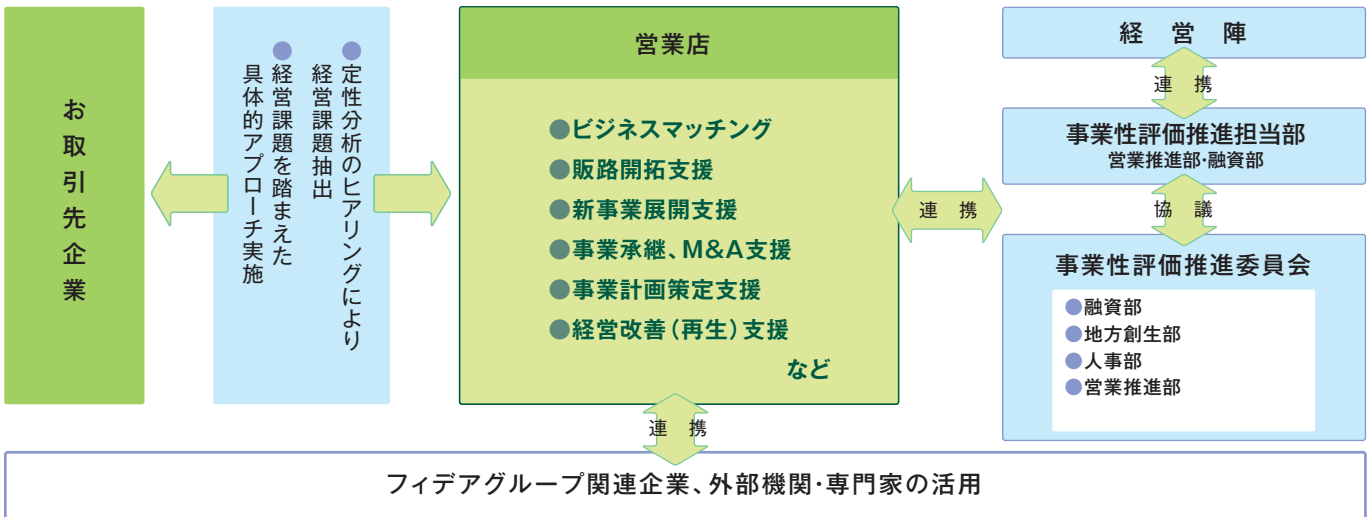 お取引先企業
●定性分析のヒアリングにより
経営課題抽出
●経営課題を踏まえた
具体的アプローチ実施
営業店
●ビジネスマッチング
●販路開拓支援
●新事業展開支援
●事業承継、M&A支援
●事業計画策定支援
●経営改善(再生)支援
など
連 携
経 営 陣
連 携
事業性評価推進担当部
営業推進部・融資部
協 議
事業性評価推進委員会
●融資部
●地方創生部
●人事部
●営業推進部
連 携
フィデアグループ関連企業、外部機関・専門家の活用